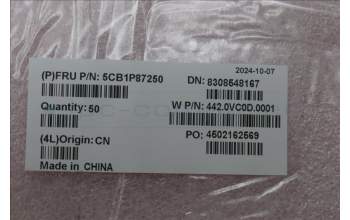 2024-10-07
(P)FRU P/N: 5CB1P87250
DN: 8308548167
Quantity: 50
W P/N: 442.0VC0D.0001
(4L)Origin: CN
PO: 4502162569
Made in CHINA